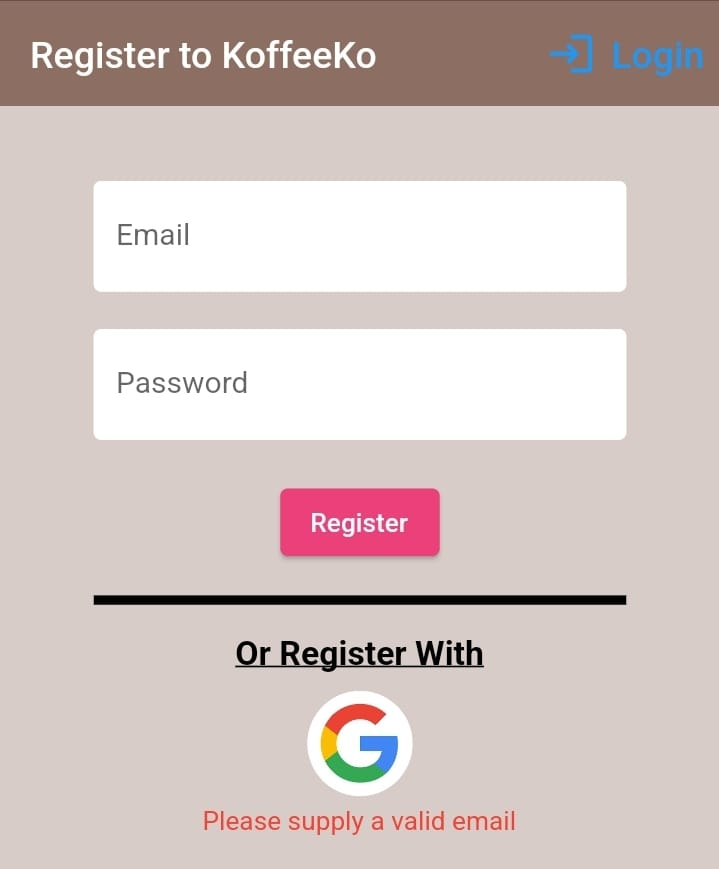 Register to KoffeeKo
Login
Email
Password
Register
Or Register With
Please supply a valid email